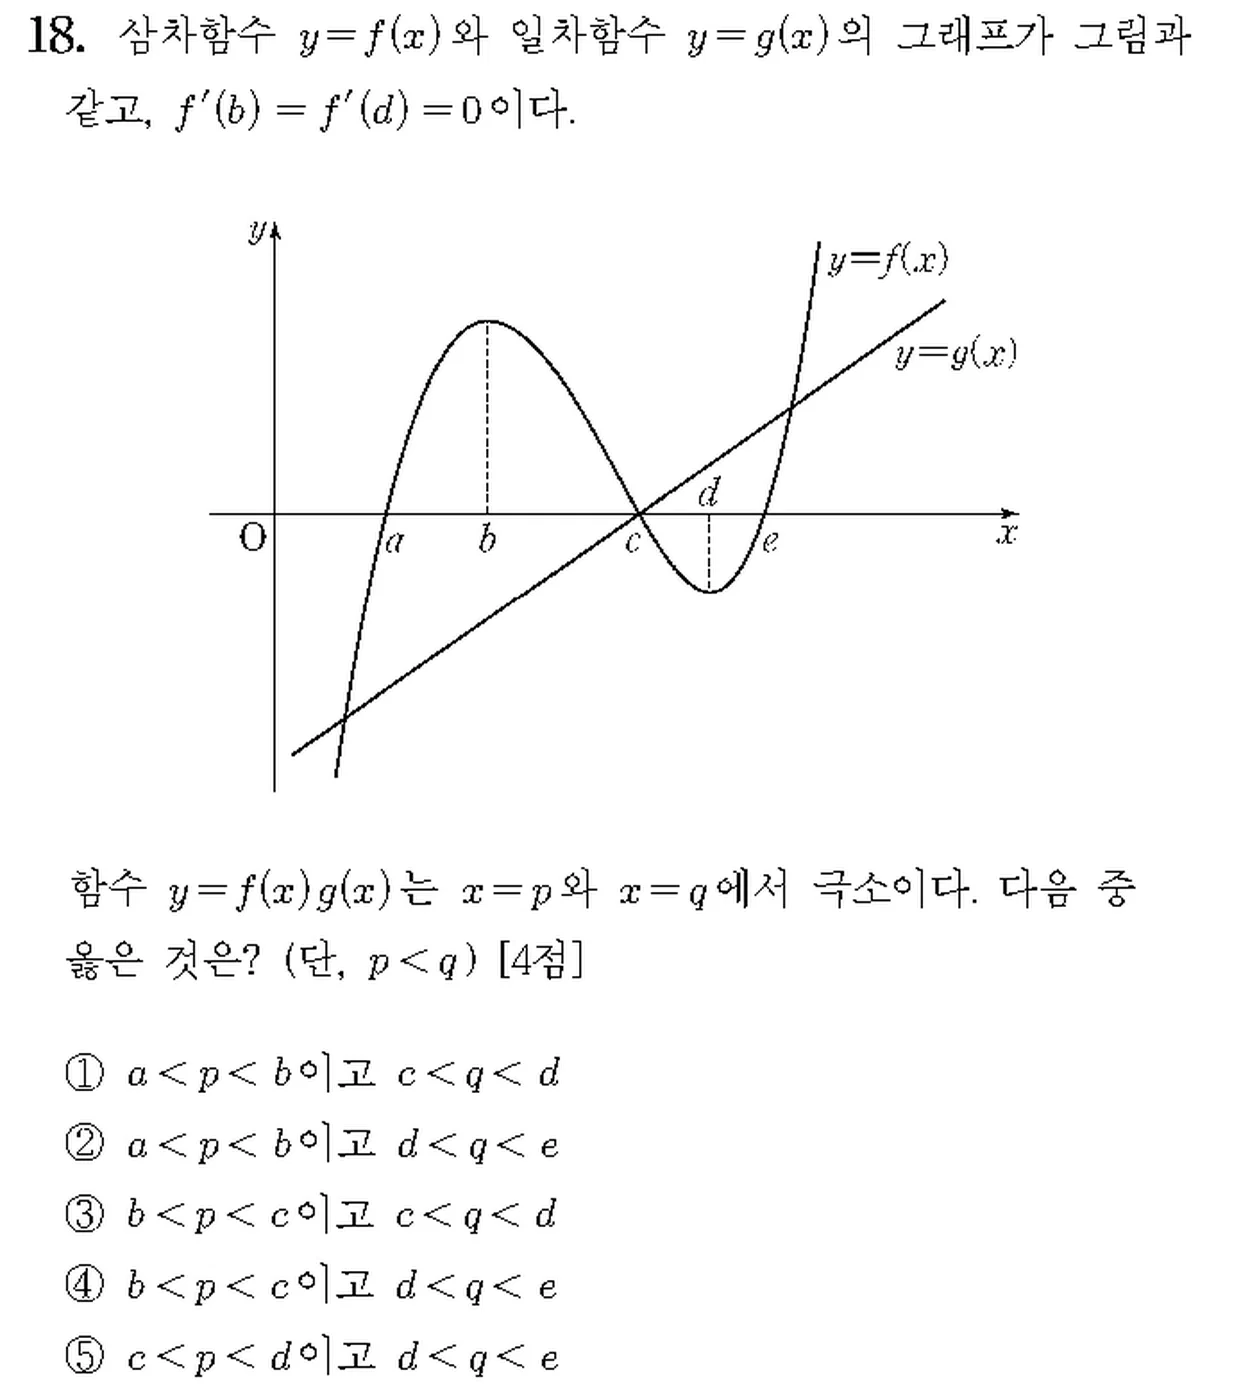 18. 삼차함수 y=f(x)와 일차함수 y=g(x)의 그래프가 그림과
같고, f′(b) = f′(d) = 0이다.
y
y=f(x)
y=g(x)
d
O
a
b
c
e
x
함수 y=f(x)g(x)는 x=p와 x=q에서 극소이다. 다음 중
옳은 것은? (단, p<q) [4점]
① a<p<b이고 c<q<d
② a<p<b이고 d<q<e
③ b<p<c이고 c<q<d
④ b<p<c이고 d<q<e
⑤ c<p<d이고 d<q<e